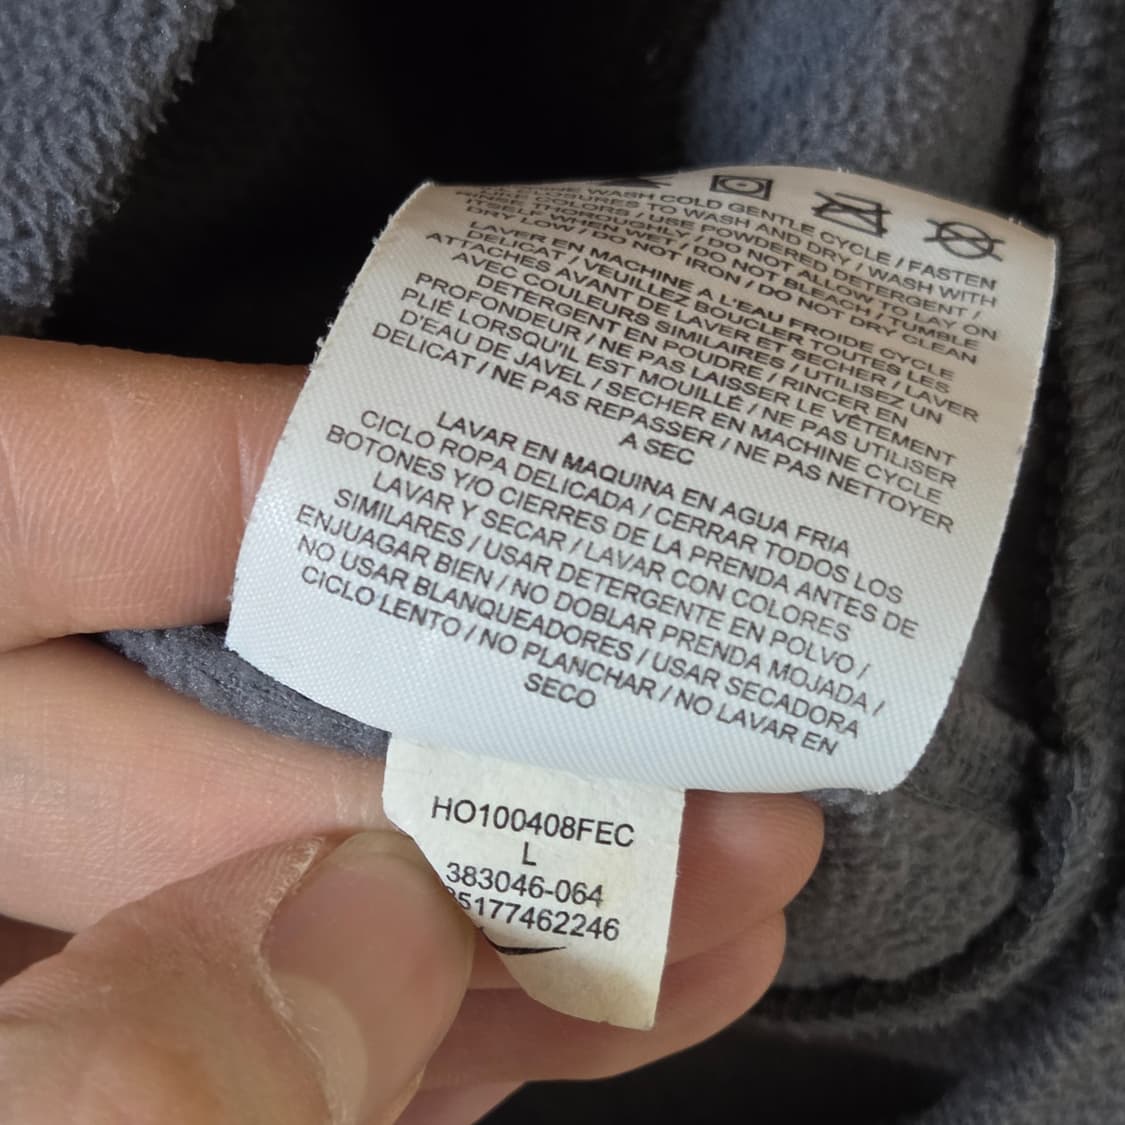 WASH COLD GENTLE CYCLE / FASTEN
TO WASH AND DRY / WASH WITH
COLORS / USE POWDERED DETERGENT /
RINSE THOROUGHLY / DO NOT ALLOW TO LAY ON
SELF WHEN WET / DO NOT BLEACH / TUMBLE
DRY LOW / DO NOT IRON / DO NOT DRY CLEAN
LAVER EN MACHINE A L'EAU FROIDE CYCLE
DELICAT / VEUILLEZ BOUCLER TOUTES LES
ATTACHES AVANT DE LAVER ET SECHER / LAVER
AVEC COULEURS SIMILAIRES / UTILISEZ UN
DETERGENT EN POUDRE / RINCER EN
PROFONDEUR / NE PAS LAISSER LE VÊTEMENT
PLIÉ LORSQU'IL EST MOUILLÉ / NE PAS UTILISER
D'EAU DE JAVEL / SECHER EN MACHINE CYCLE
DELICAT / NE PAS REPASSER / NE PAS NETTOYER
A SEC
LAVAR EN MAQUINA EN AGUA FRIA
CICLO ROPA DELICADA / CERRAR TODOS LOS
BOTONES Y/O CIERRES DE LA PRENDA ANTES DE
LAVAR Y SECAR / LAVAR CON COLORES
SIMILARES / USAR DETERGENTE EN POLVO /
ENJUAGAR BIEN / NO DOBLAR PRENDA MOJADA /
NO USAR BLANQUEADORES / USAR SECADORA
CICLO LENTO / NO PLANCHAR / NO LAVAR EN
SECO
HO100408FEC
L
383046-064
5177462246